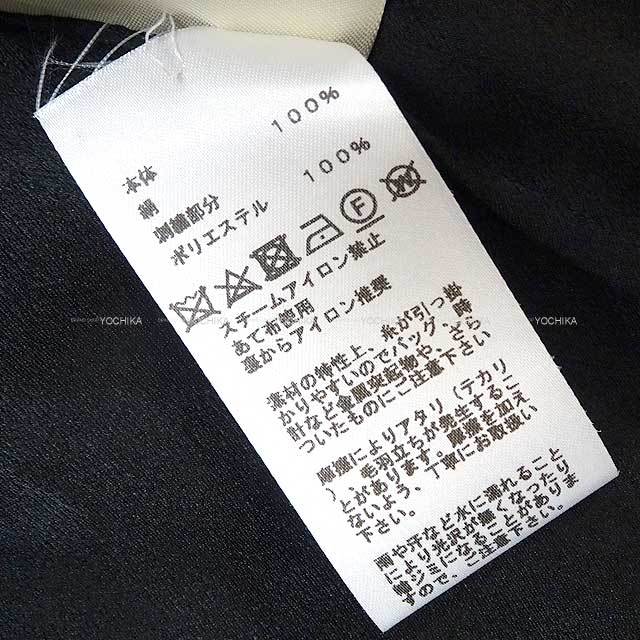 本体
絹 100%
刺繍部分
ポリエステル 100%
F
W
スチームアイロン禁止
あて布使用
裏からアイロン推奨
素材の特性上、糸が引っ掛
かりやすいのでバッグ、時
計など金属突起物や、ざら
ついたものにご注意下さい
摩擦によりアタリ（テカリ
）、毛羽立ちが発生するこ
とがあります。摩擦を加え
ないよう、丁寧にお取扱い
下さい。
雨や汗など水に濡れること
により光沢が無くなったり
輪ジミになることがありま
すので、ご注意下さい。
YOCHIKA
YOCHIKA